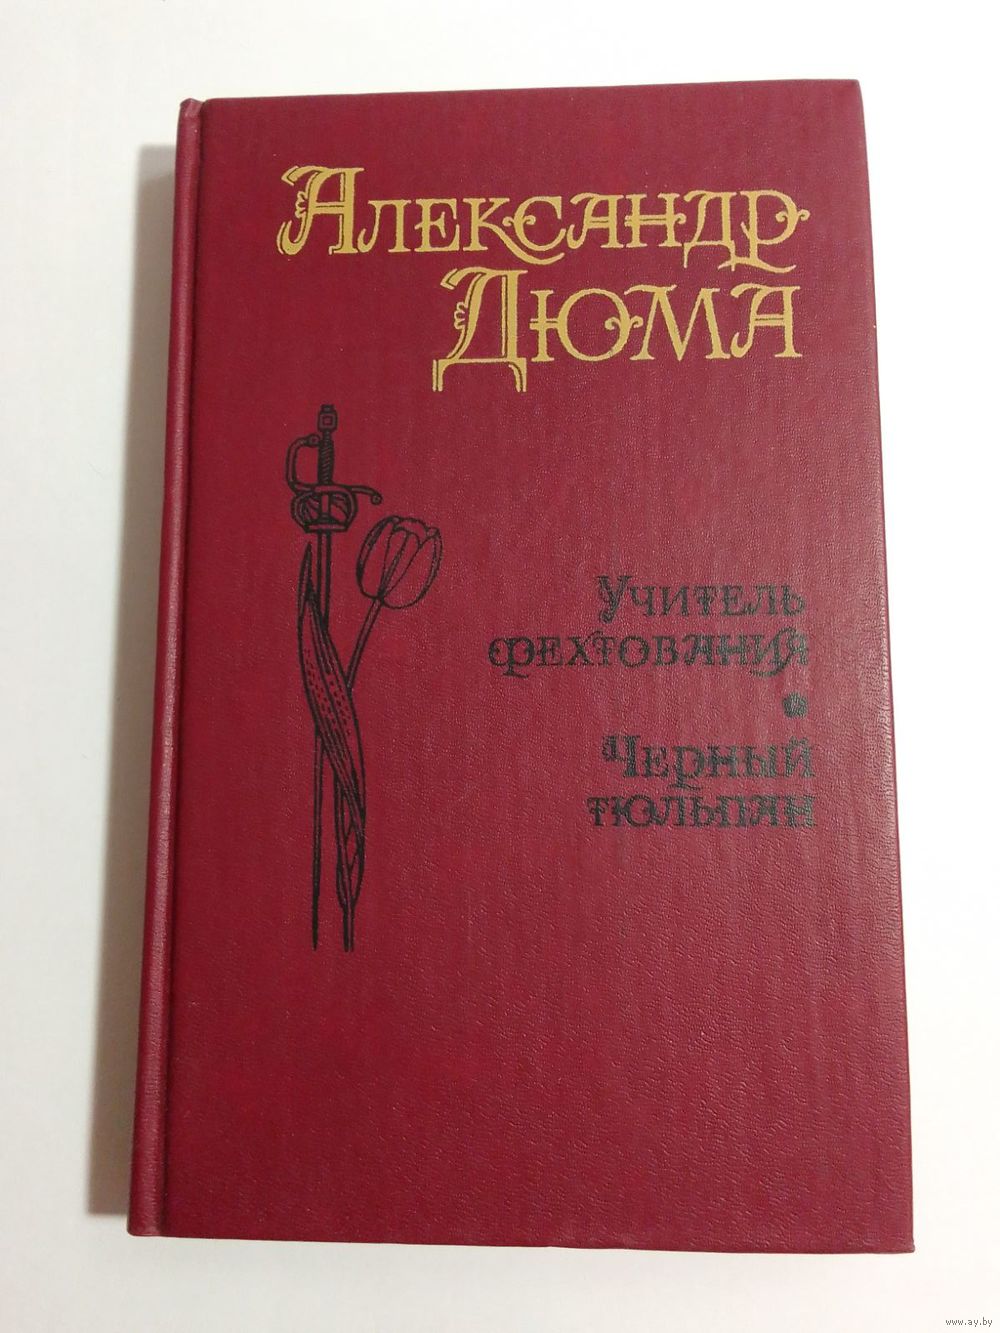 Александр
Дюма
Учитель
фехтования
•
Черный
тюльпан
www.ay.by